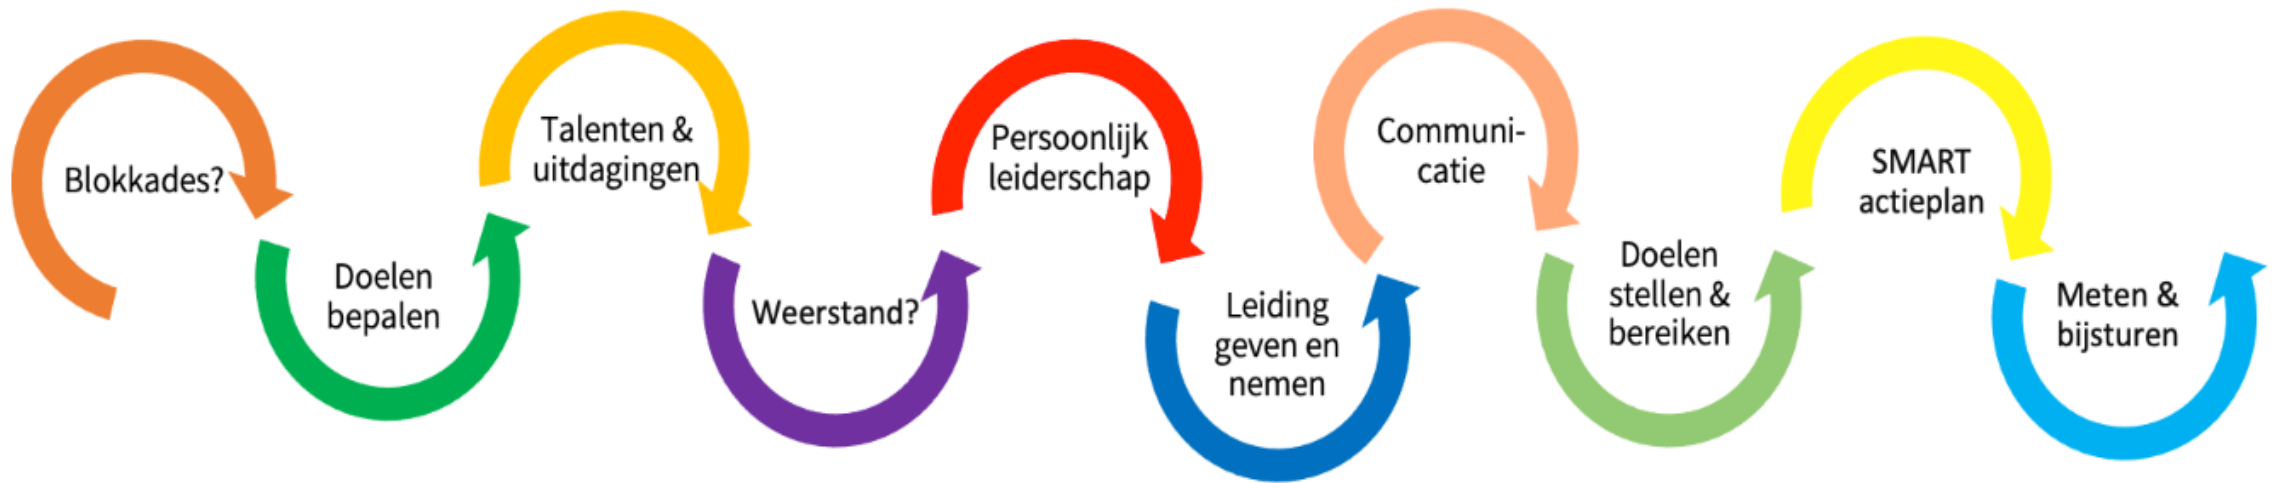 Blokkades?
Doelen
bepalen
Talenten &
uitdagingen
Weerstand?
Persoonlijk
leiderschap
Leiding
geven en
nemen
Communi-
catie
Doelen
stellen &
bereiken
SMART
actieplan
Meten &
bijsturen